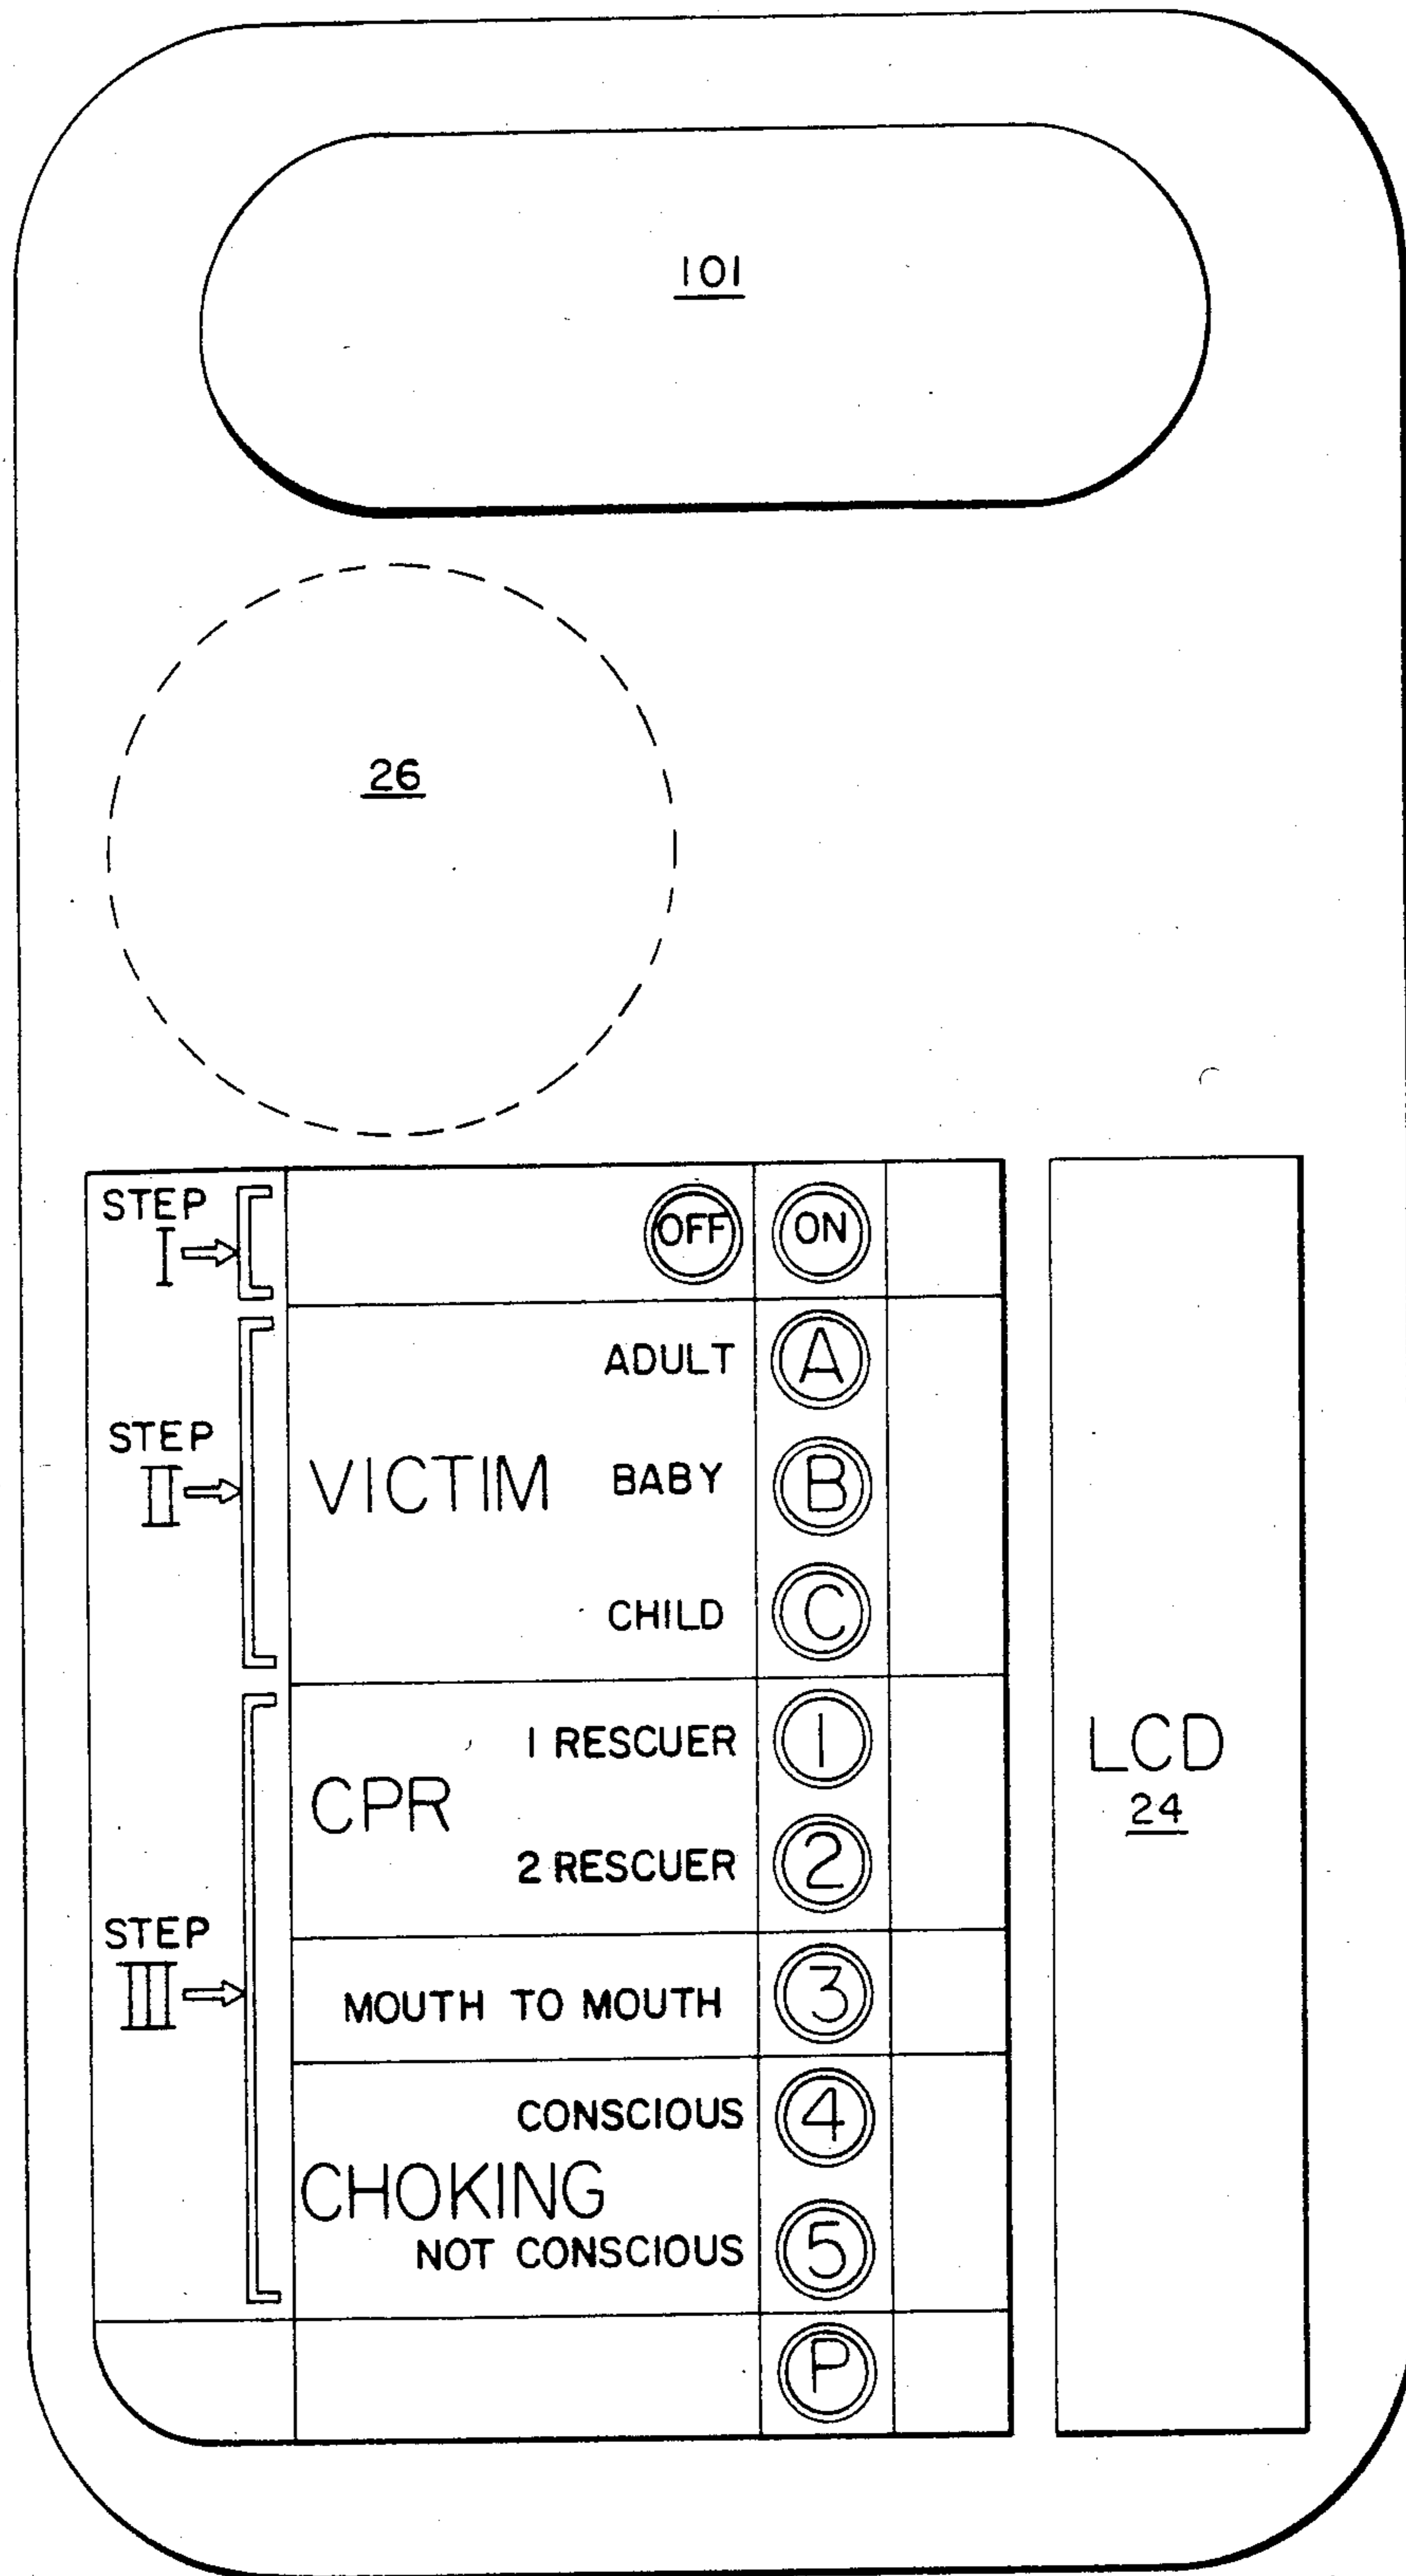 101
26
STEP
I
OFF
ON
STEP
II
VICTIM
ADULT
A
BABY
B
CHILD
C
STEP
III
CPR
1 RESCUER
1
2 RESCUER
2
MOUTH TO MOUTH
3
CHOKING
CONSCIOUS
4
NOT CONSCIOUS
5
P
LCD
24